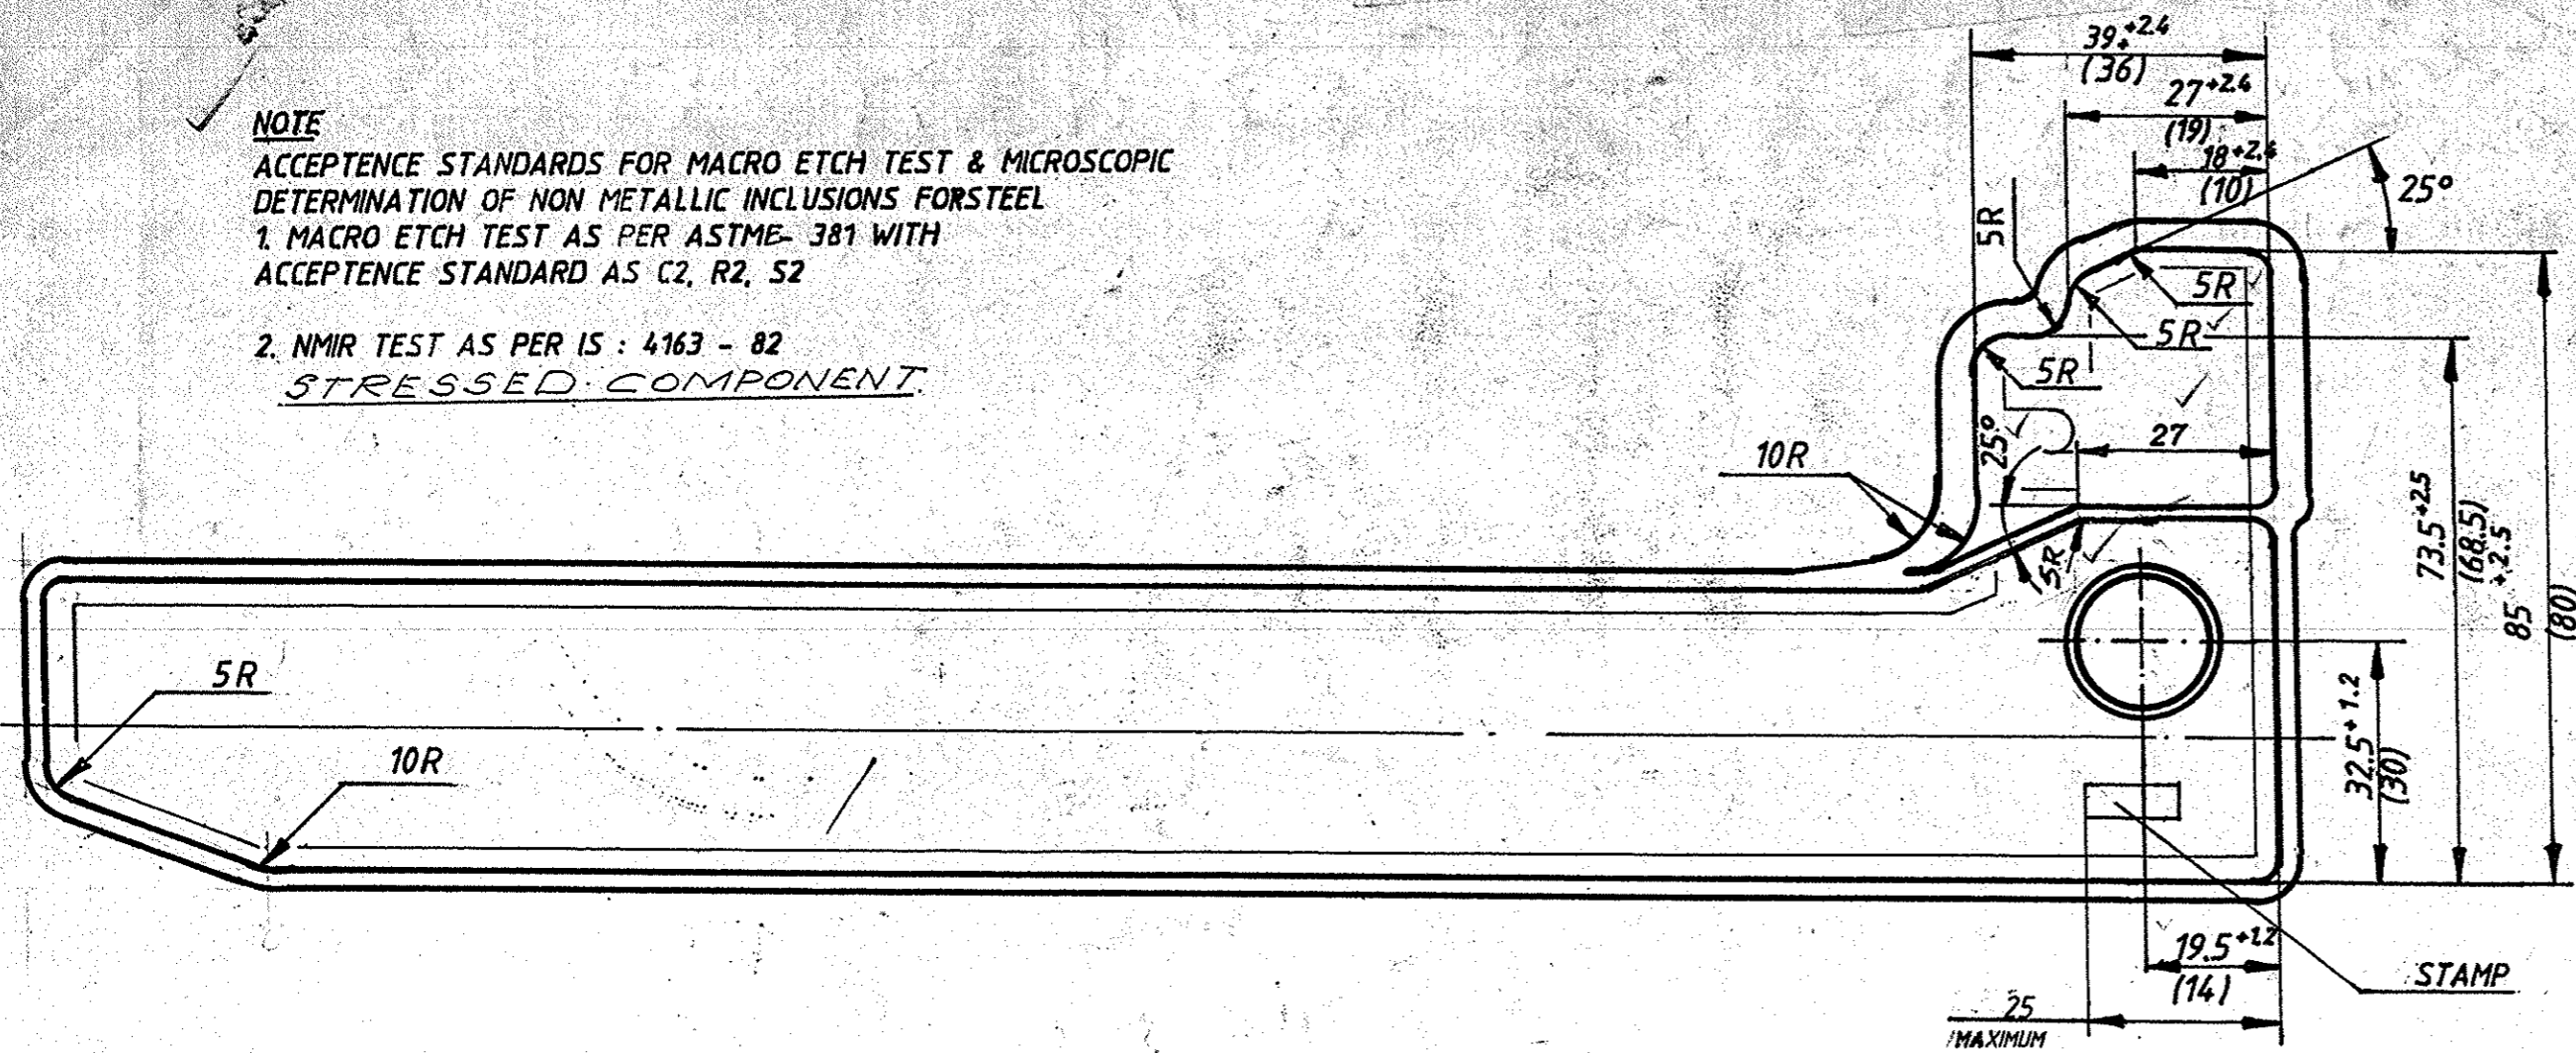 NOTE
ACCEPTENCE STANDARDS FOR MACRO ETCH TEST & MICROSCOPIC
DETERMINATION OF NON METALLIC INCLUSIONS FORSTEEL
1. MACRO ETCH TEST AS PER ASTME- 381 WITH
ACCEPTENCE STANDARD AS C2, R2, S2
2. NMIR TEST AS PER IS : 4163 - 82
STRESSED COMPONENT.
39 +2.4
(36)
27 +2.4
(19)
18 +2.4
(10)
25°
5R
5R
5R
5R
27
25°
10R
5R
73.5 +2.5
(68.5)
85 +2.5
(80)
32.5 +1.2
(30)
5R
10R
19.5 +1.2
(14)
STAMP
25
MAXIMUM